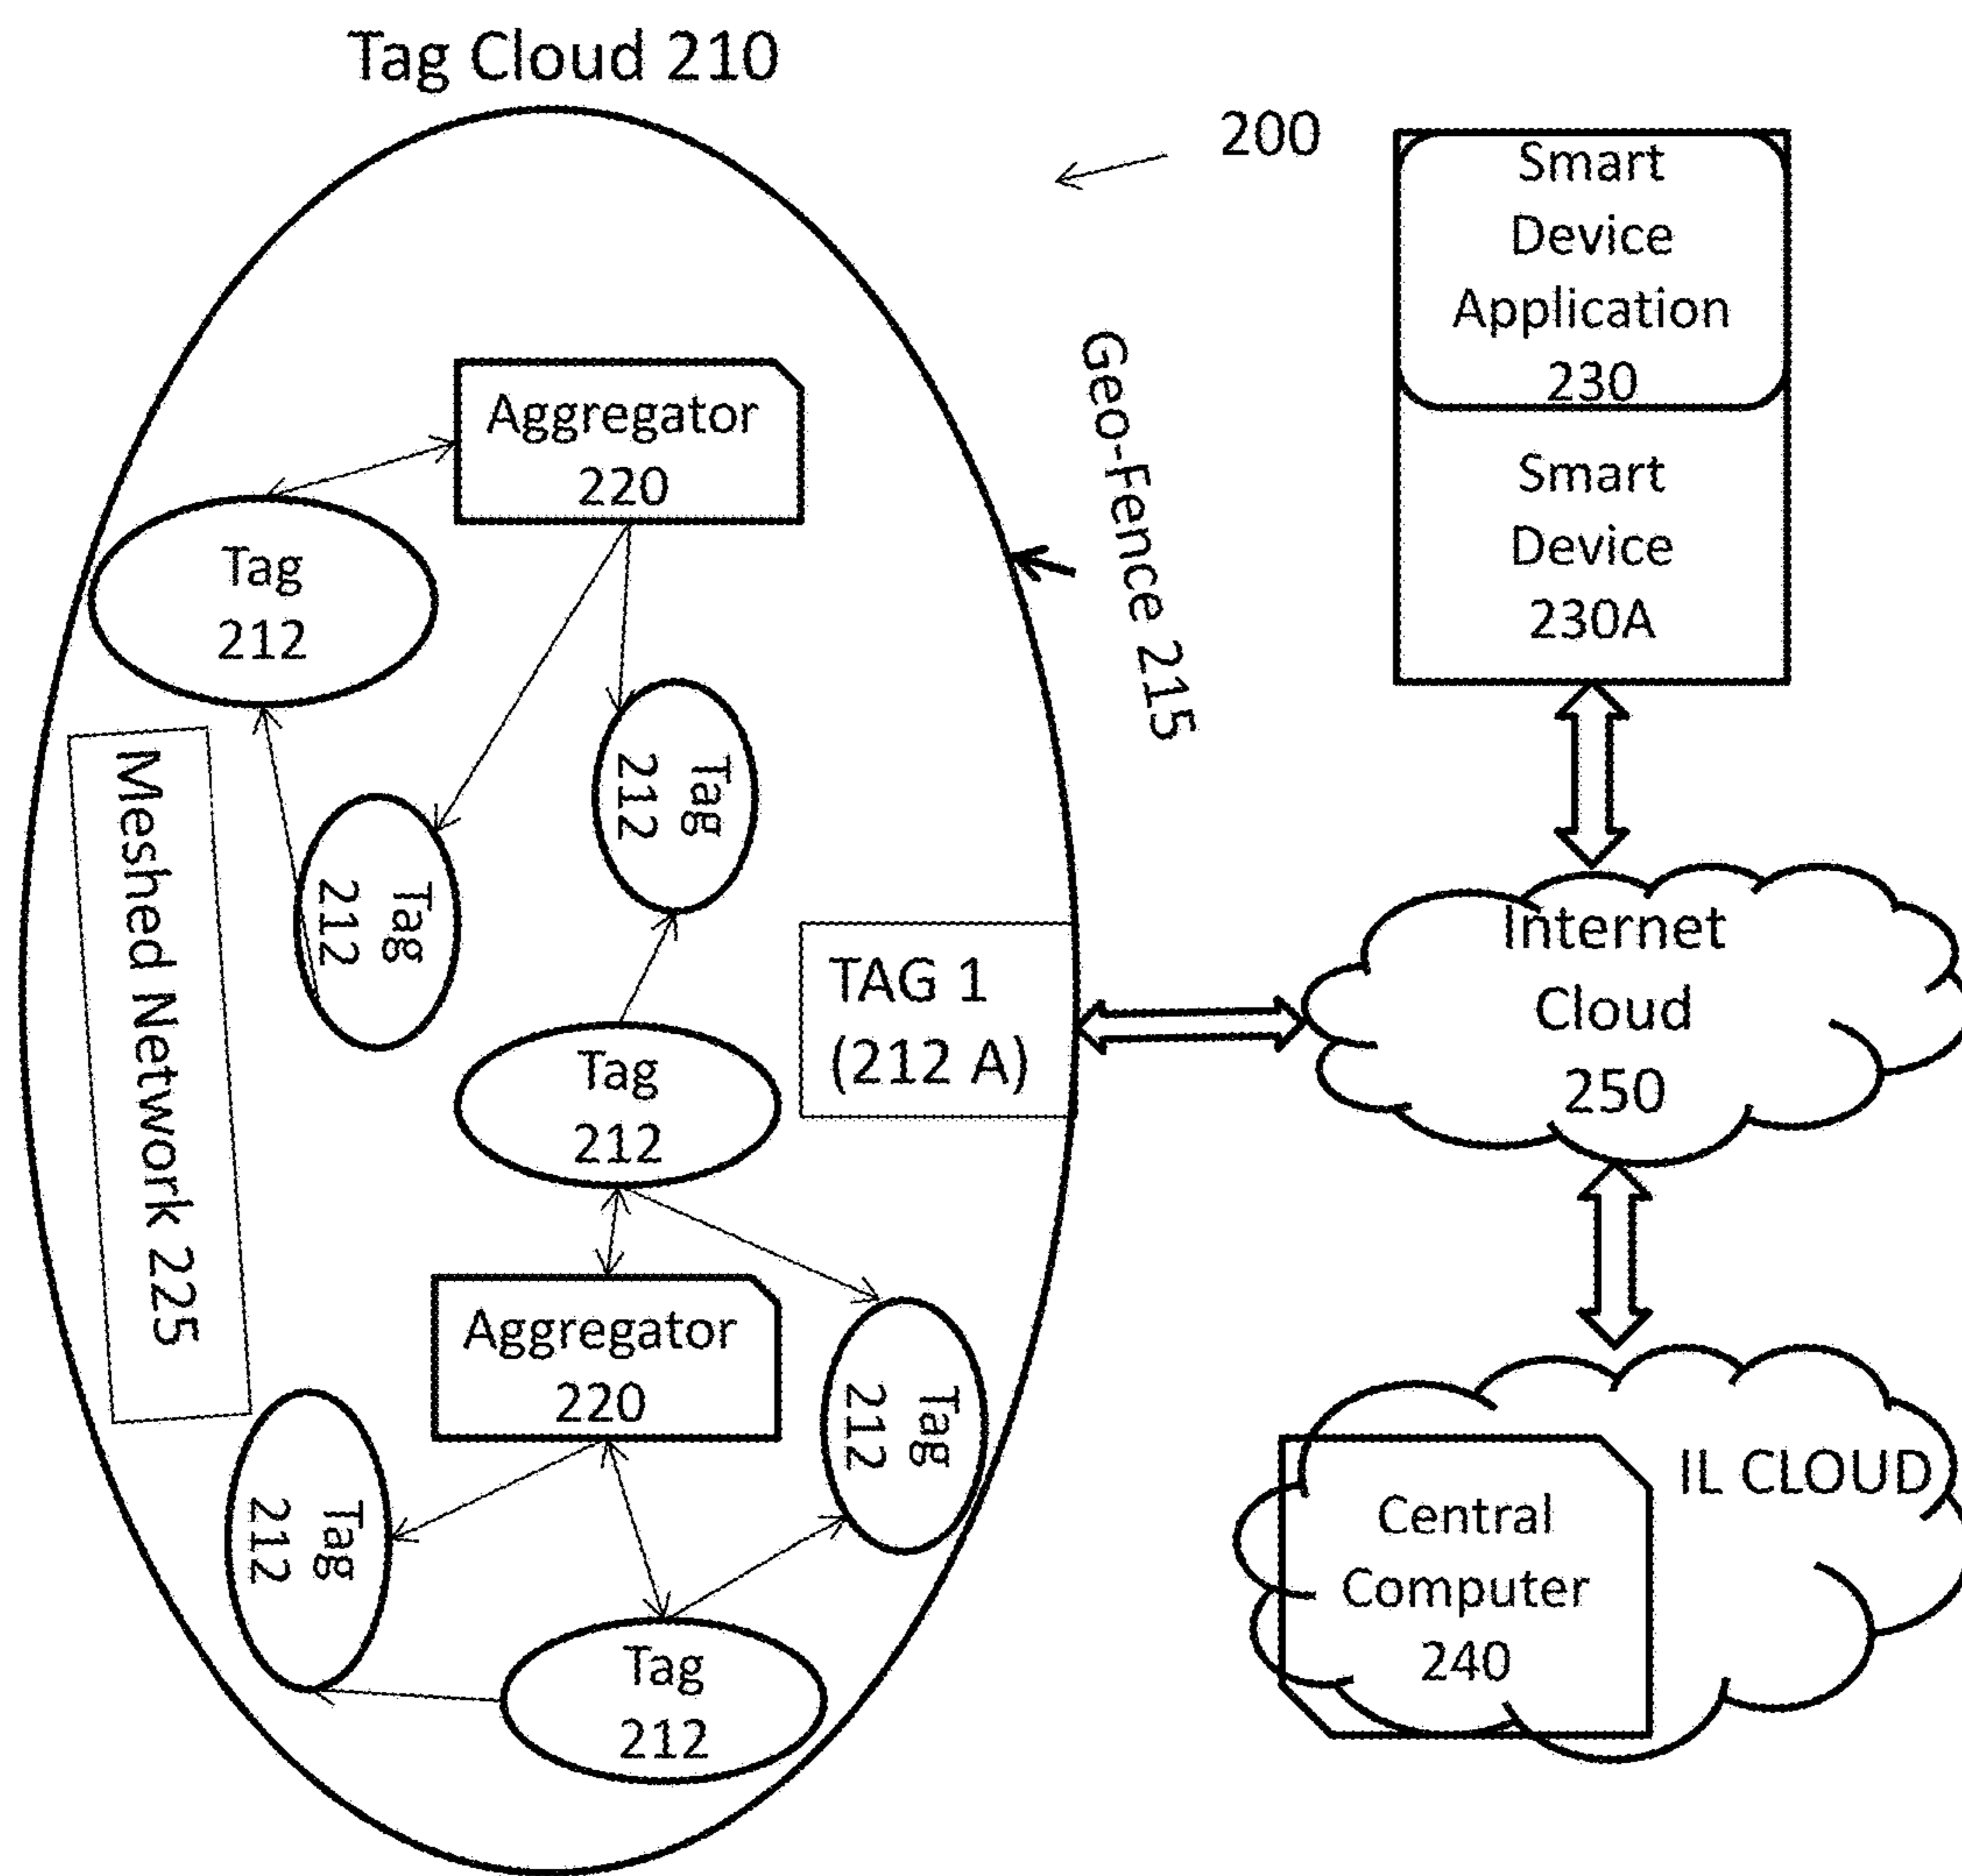 Tag Cloud 210
200
Geo-Fence 215
Aggregator
220
Tag
212
Tag
212
Tag
212
Meshed Network 225
TAG 1
(212 A)
Tag
212
Aggregator
220
Tag
212
Tag
212
Tag
212
Smart
Device
Application
230
Smart
Device
230A
Internet
Cloud
250
IL CLOUD
Central
Computer
240